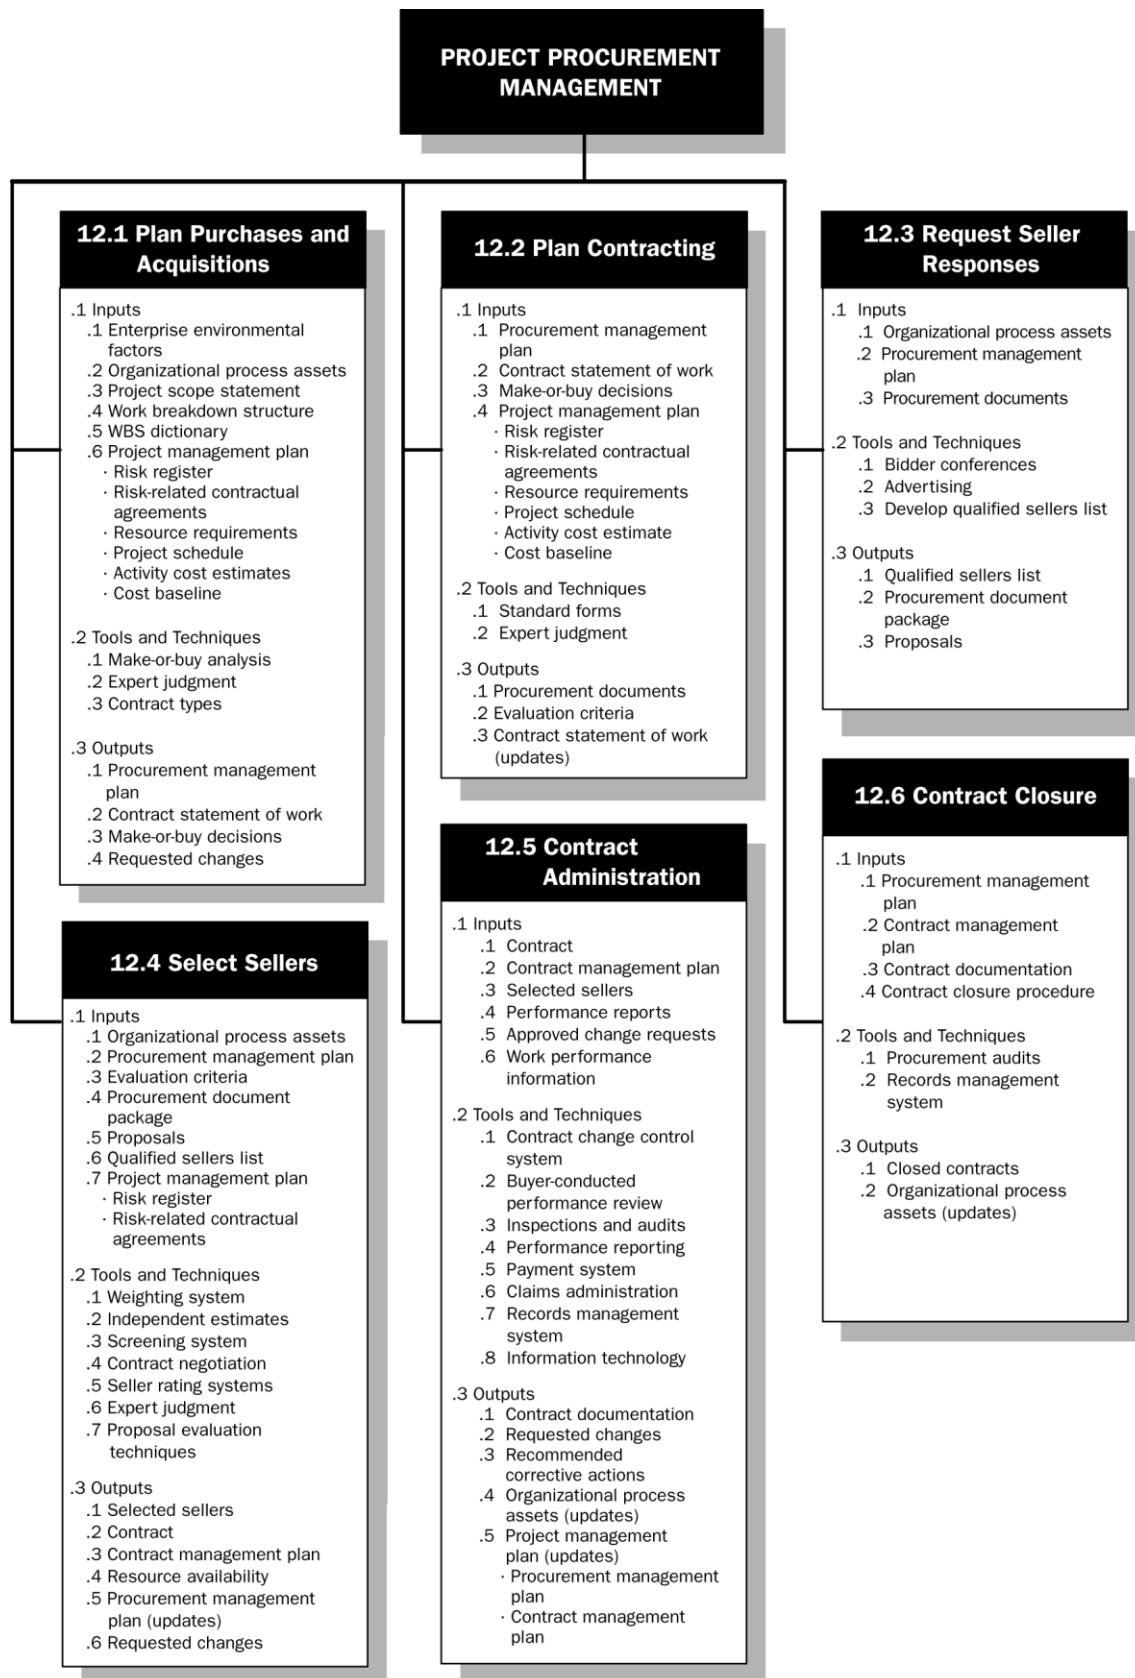 PROJECT PROCUREMENT
MANAGEMENT
12.1 Plan Purchases and
Acquisitions
.1 Inputs
.1 Enterprise environmental
factors
.2 Organizational process assets
.3 Project scope statement
.4 Work breakdown structure
.5 WBS dictionary
.6 Project management plan
· Risk register
· Risk-related contractual
agreements
· Resource requirements
· Project schedule
· Activity cost estimates
· Cost baseline
.2 Tools and Techniques
.1 Make-or-buy analysis
.2 Expert judgment
.3 Contract types
.3 Outputs
.1 Procurement management
plan
.2 Contract statement of work
.3 Make-or-buy decisions
.4 Requested changes
12.2 Plan Contracting
.1 Inputs
.1 Procurement management
plan
.2 Contract statement of work
.3 Make-or-buy decisions
.4 Project management plan
· Risk register
· Risk-related contractual
agreements
· Resource requirements
· Project schedule
· Activity cost estimate
· Cost baseline
.2 Tools and Techniques
.1 Standard forms
.2 Expert judgment
.3 Outputs
.1 Procurement documents
.2 Evaluation criteria
.3 Contract statement of work
(updates)
12.3 Request Seller
Responses
.1 Inputs
.1 Organizational process assets
.2 Procurement management
plan
.3 Procurement documents
.2 Tools and Techniques
.1 Bidder conferences
.2 Advertising
.3 Develop qualified sellers list
.3 Outputs
.1 Qualified sellers list
.2 Procurement document
package
.3 Proposals
12.4 Select Sellers
.1 Inputs
.1 Organizational process assets
.2 Procurement management plan
.3 Evaluation criteria
.4 Procurement document
package
.5 Proposals
.6 Qualified sellers list
.7 Project management plan
· Risk register
· Risk-related contractual
agreements
.2 Tools and Techniques
.1 Weighting system
.2 Independent estimates
.3 Screening system
.4 Contract negotiation
.5 Seller rating systems
.6 Expert judgment
.7 Proposal evaluation
techniques
.3 Outputs
.1 Selected sellers
.2 Contract
.3 Contract management plan
.4 Resource availability
.5 Procurement management
plan (updates)
.6 Requested changes
12.5 Contract
Administration
.1 Inputs
.1 Contract
.2 Contract management plan
.3 Selected sellers
.4 Performance reports
.5 Approved change requests
.6 Work performance
information
.2 Tools and Techniques
.1 Contract change control
system
.2 Buyer-conducted
performance review
.3 Inspections and audits
.4 Performance reporting
.5 Payment system
.6 Claims administration
.7 Records management
system
.8 Information technology
.3 Outputs
.1 Contract documentation
.2 Requested changes
.3 Recommended
corrective actions
.4 Organizational process
assets (updates)
.5 Project management
plan (updates)
· Procurement management
plan
· Contract management
plan
12.6 Contract Closure
.1 Inputs
.1 Procurement management
plan
.2 Contract management
plan
.3 Contract documentation
.4 Contract closure procedure
.2 Tools and Techniques
.1 Procurement audits
.2 Records management
system
.3 Outputs
.1 Closed contracts
.2 Organizational process
assets (updates)